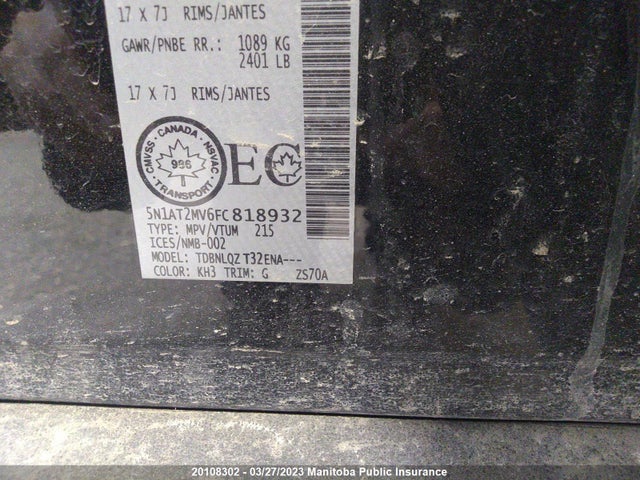 17 X 7J RIMS/JANTES
GAWR/PNBE RR.: 1089 KG
2401 LB
17 X 7J RIMS/JANTES
CMVSS · CANADA · NSVAC
986
TRANSPORT
EC
5N1AT2MV6FC818932
TYPE: MPV/VTUM 215
ICES/NMB-002
MODEL: TDBNLQZ T32ENA---
COLOR: KH3 TRIM: G ZS70A
20108302 - 03/27/2023 Manitoba Public Insurance